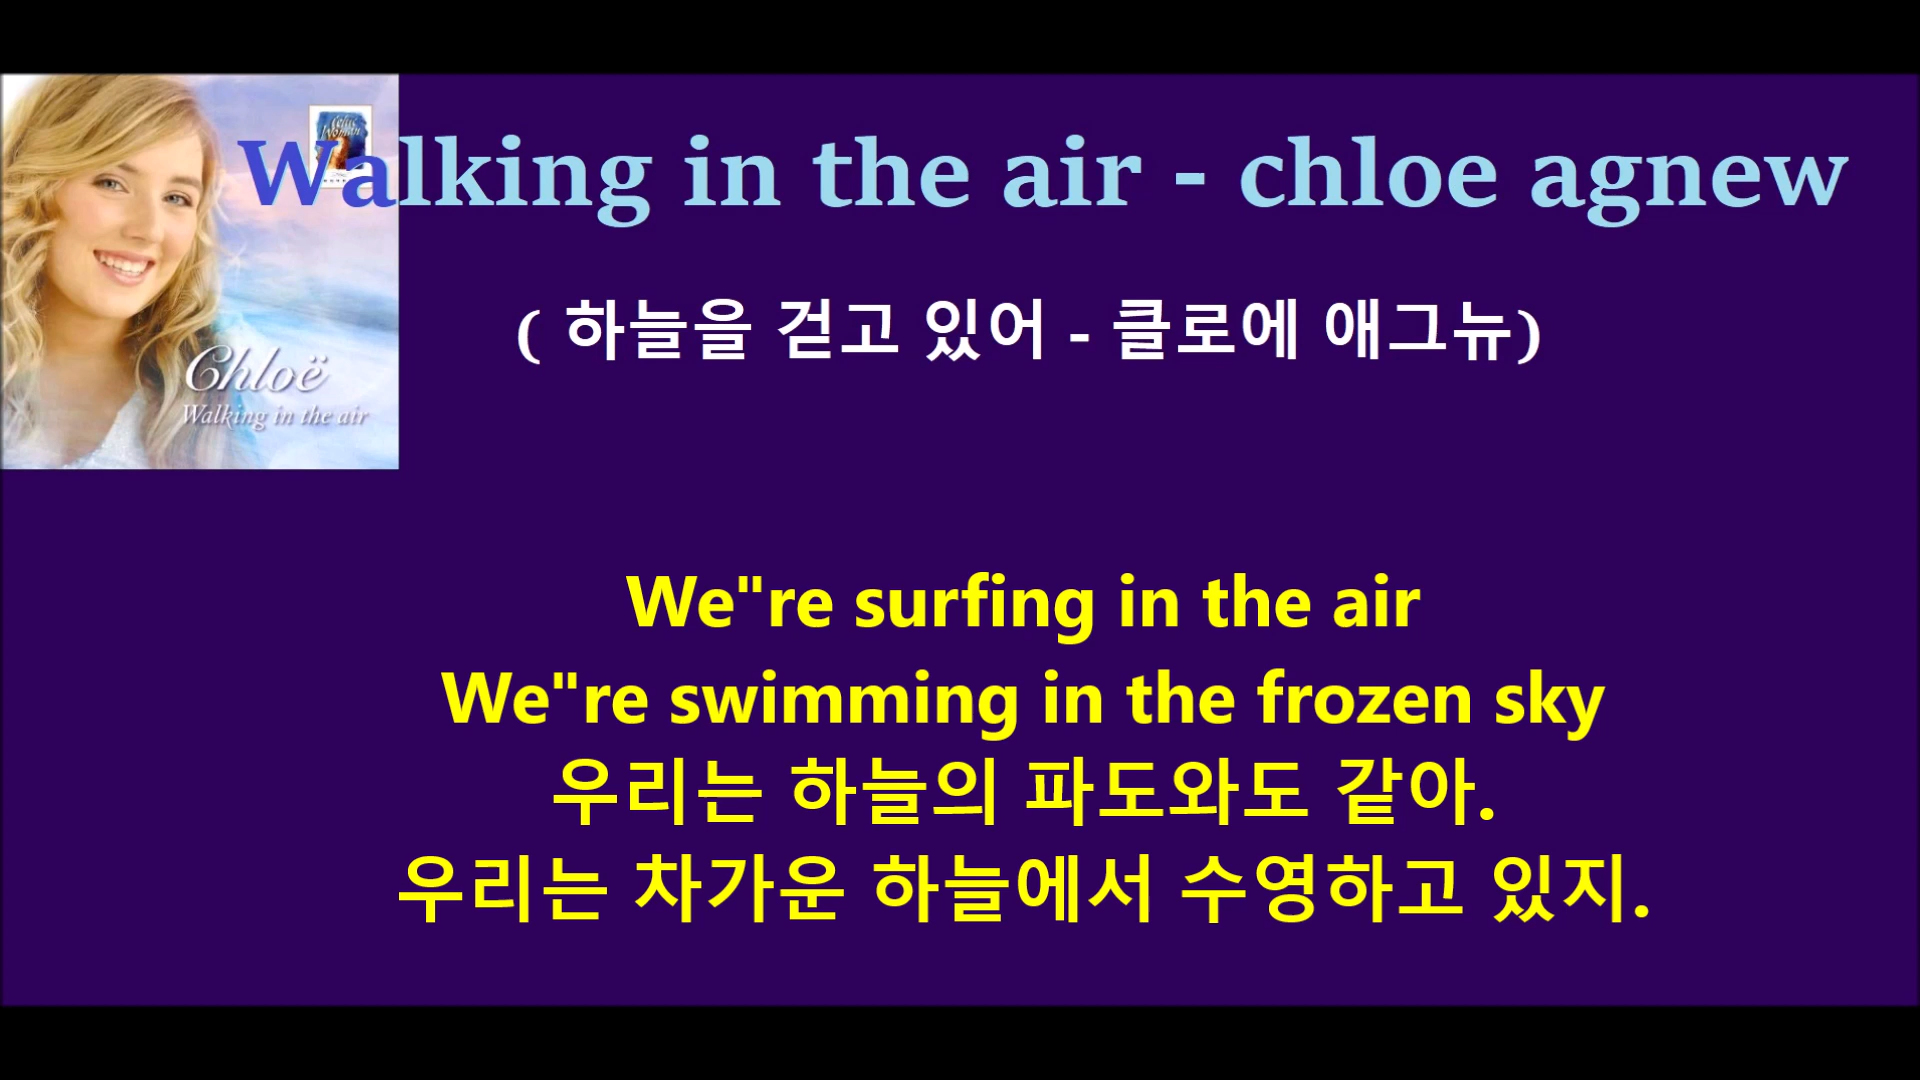 Walking in the air - chloe agnew
( 하늘을 걷고 있어 - 클로에 애그뉴)
Celtic Woman
Chloë
Walking in the air
We"re surfing in the air
We"re swimming in the frozen sky
우리는 하늘의 파도와도 같아.
우리는 차가운 하늘에서 수영하고 있지.